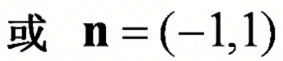 或 n = (−1,1)